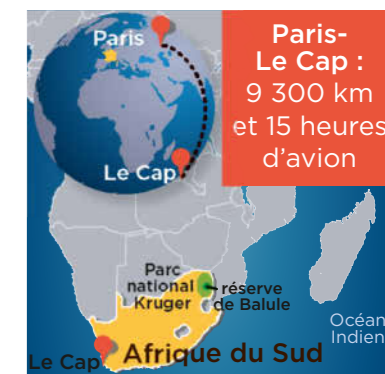 Paris
Le Cap
Paris-
Le Cap :
9 300 km
et 15 heures
d’avion
Parc
national
Kruger
réserve
de Balule
Océan
Indien
Le Cap
Afrique du Sud